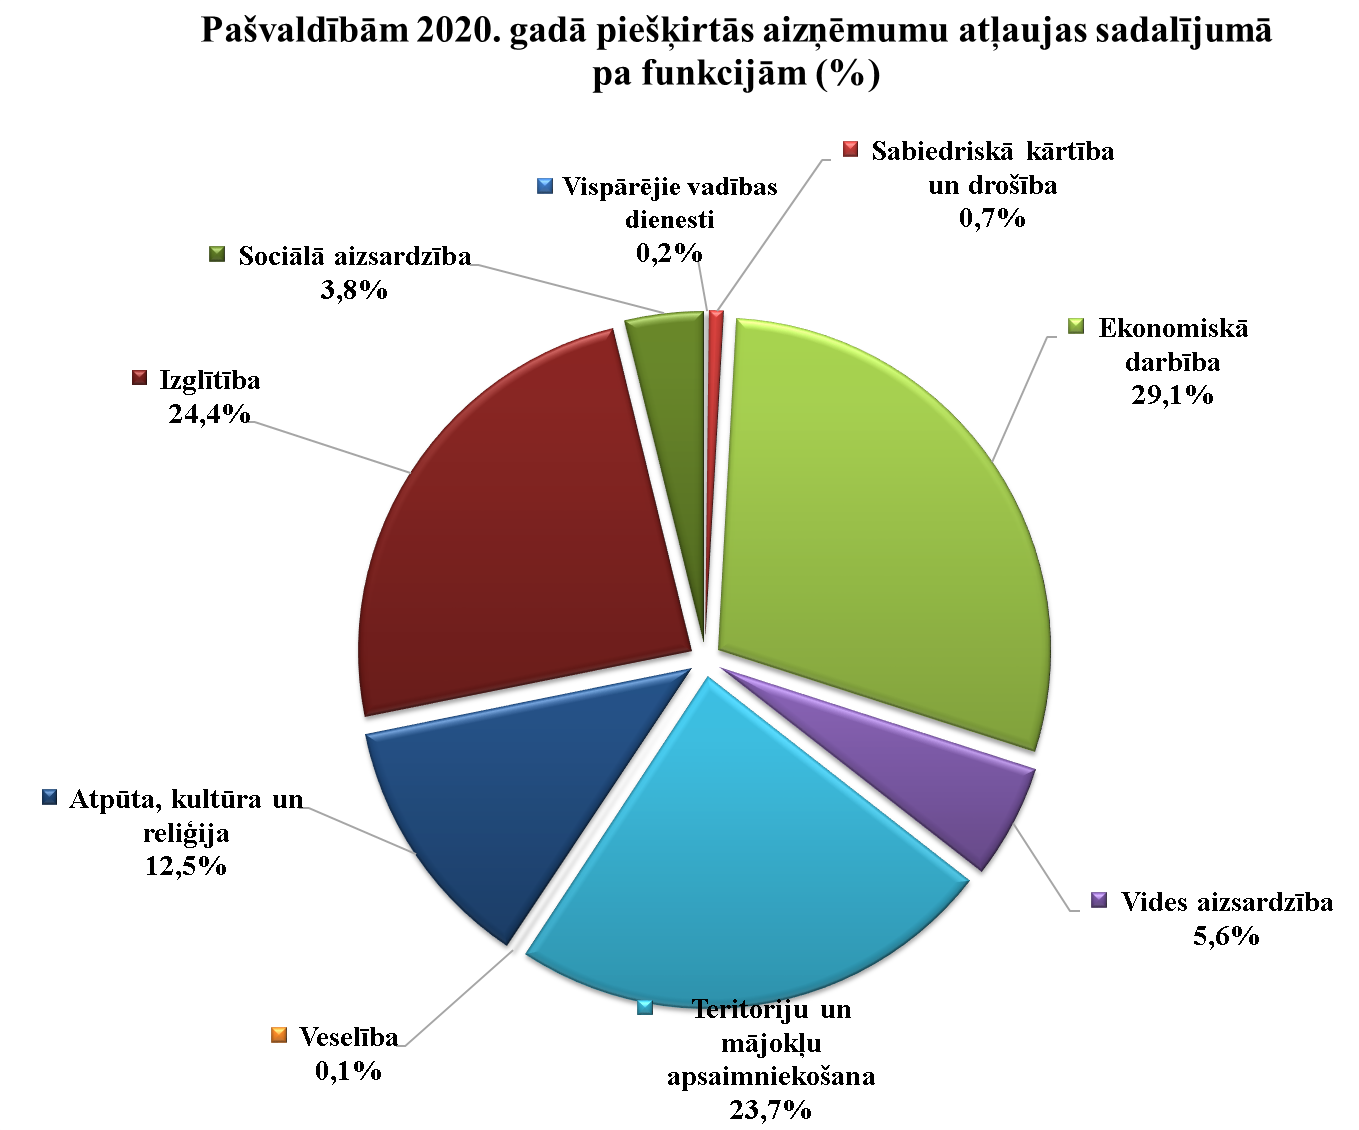 Pašvaldībām 2020. gadā piešķirtās aizņēmumu atļaujas sadalījumā
pa funkcijām (%)
Sabiedriskā kārtība
un drošība
0,7%
Vispārējie vadības
dienesti
0,2%
Sociālā aizsardzība
3,8%
Ekonomiskā
darbība
29,1%
Izglītība
24,4%
Atpūta, kultūra un
reliģija
12,5%
Vides aizsardzība
5,6%
Teritoriju un
mājokļu
apsaimniekošana
23,7%
Veselība
0,1%